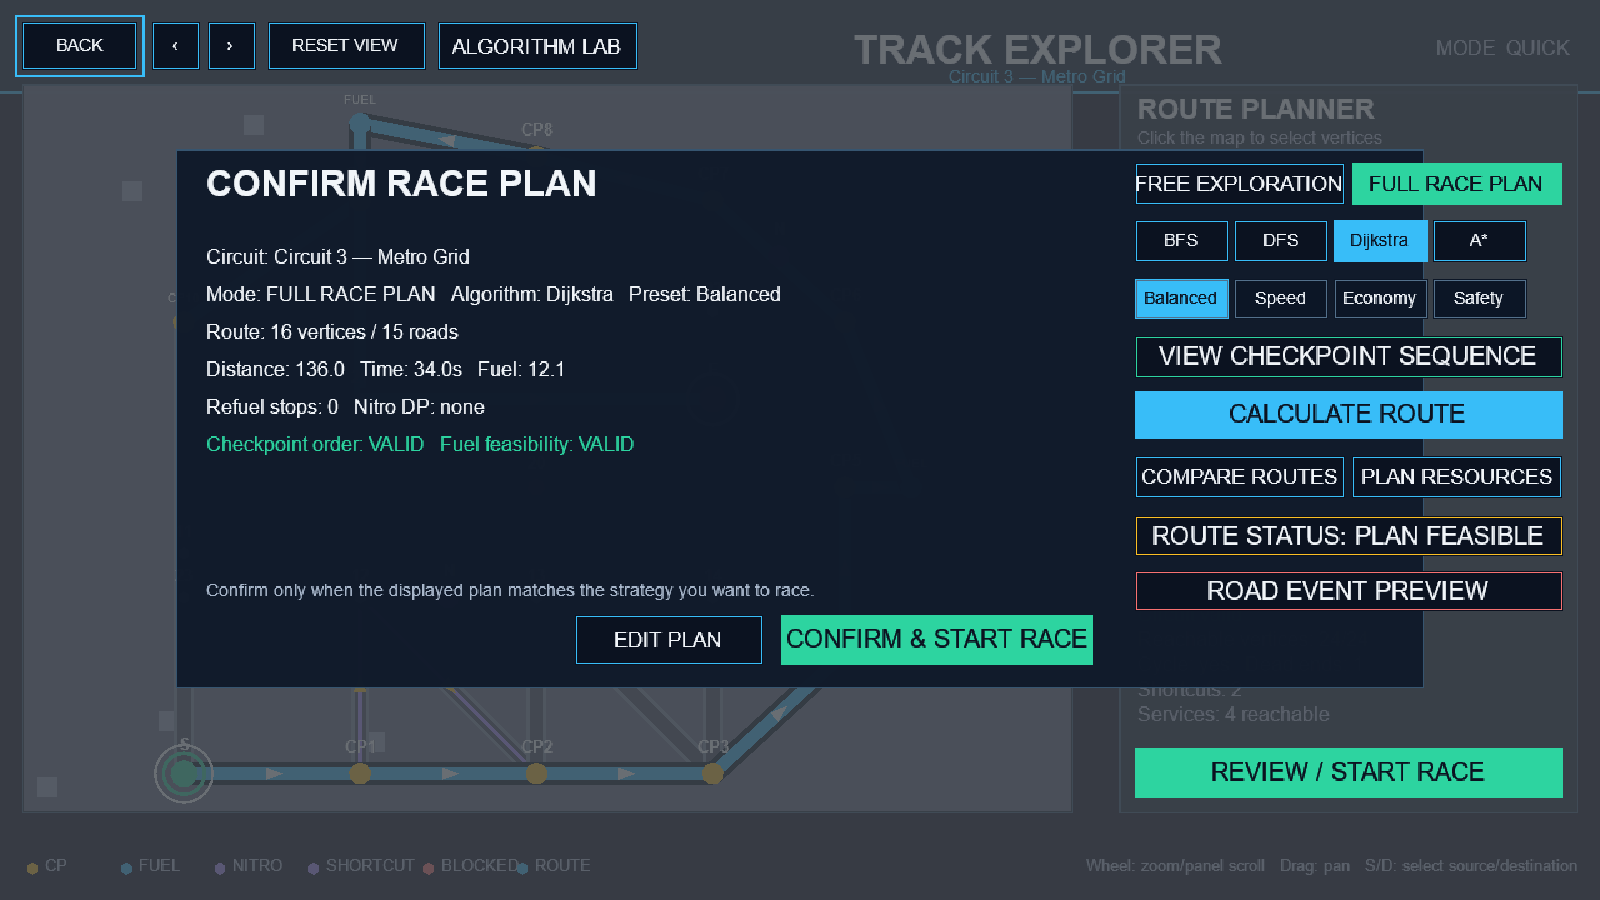 BACK
‹
›
RESET VIEW
ALGORITHM LAB
TRACK EXPLORER
Circuit 3 — Metro Grid
MODE QUICK
FUEL
CP8
ROUTE PLANNER
Click the map to select vertices
CONFIRM RACE PLAN
FREE EXPLORATION
FULL RACE PLAN
BFS
DFS
Dijkstra
A*
Circuit: Circuit 3 — Metro Grid
Mode: FULL RACE PLAN Algorithm: Dijkstra Preset: Balanced
Balanced
Speed
Economy
Safety
Route: 16 vertices / 15 roads
VIEW CHECKPOINT SEQUENCE
Distance: 136.0 Time: 34.0s Fuel: 12.1
Refuel stops: 0 Nitro DP: none
CALCULATE ROUTE
Checkpoint order: VALID Fuel feasibility: VALID
COMPARE ROUTES
PLAN RESOURCES
ROUTE STATUS: PLAN FEASIBLE
ROAD EVENT PREVIEW
Confirm only when the displayed plan matches the strategy you want to race.
EDIT PLAN
CONFIRM & START RACE
Shortcuts: 2
Services: 4 reachable
S
CP1
CP2
CP3
REVIEW / START RACE
CP
FUEL
NITRO
SHORTCUT
BLOCKED
ROUTE
Wheel: zoom/panel scroll Drag: pan S/D: select source/destination